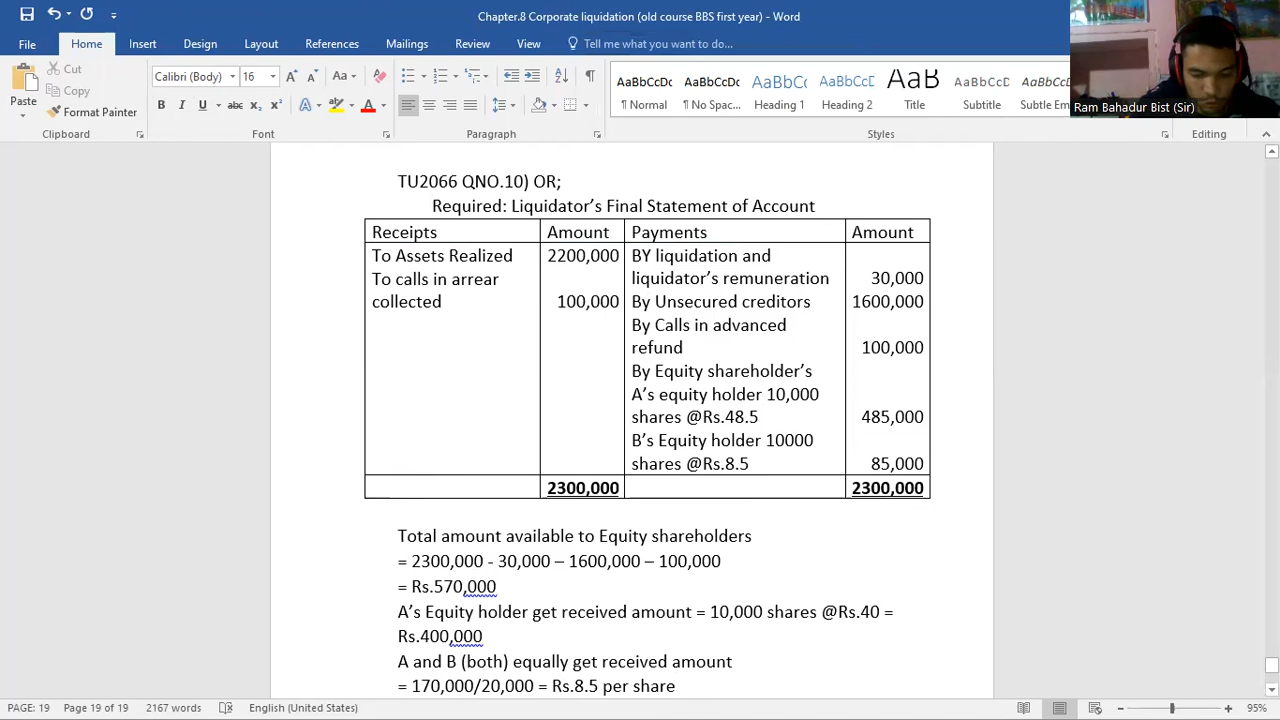 Chapter.8 Corporate liquidation (old course BBS first year) - Word
File Home Insert Design Layout References Mailings Review View Tell me what you want to do...
Cut
Copy
Format Painter
Paste
Calibri (Body) 16
AaBbCcDc AaBbCcDc AaBbCc AaBbCcC AaB AaBbCcD AaBbCcDc
¶ Normal ¶ No Spac... Heading 1 Heading 2 Title Subtitle Subtle Em
Ram Bahadur Bist (Sir)
Clipboard Font Paragraph Styles Editing
TU2066 QNO.10) OR;
Required: Liquidator's Final Statement of Account
Receipts Amount Payments Amount
To Assets Realized 2200,000 BY liquidation and
To calls in arrear liquidator's remuneration 30,000
collected 100,000 By Unsecured creditors 1600,000
By Calls in advanced
refund 100,000
By Equity shareholder's
A's equity holder 10,000
shares @Rs.48.5 485,000
B's Equity holder 10000
shares @Rs.8.5 85,000
2300,000 2300,000
Total amount available to Equity shareholders
= 2300,000 - 30,000 – 1600,000 – 100,000
= Rs.570,000
A's Equity holder get received amount = 10,000 shares @Rs.40 =
Rs.400,000
A and B (both) equally get received amount
= 170,000/20,000 = Rs.8.5 per share
PAGE: 19 Page 19 of 19 2167 words English (United States) 95%